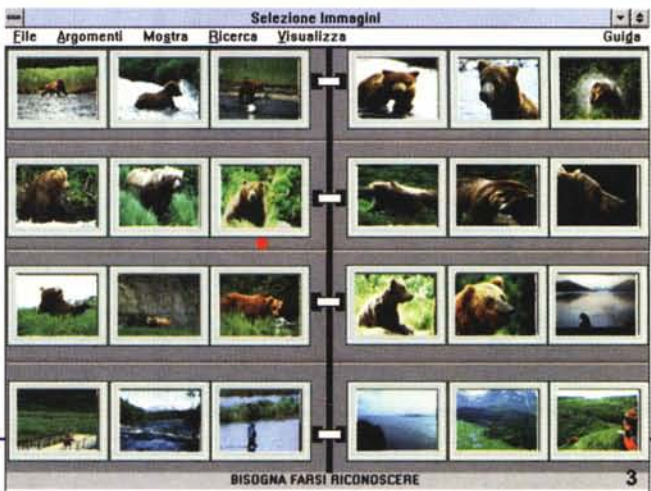 Selezione Immagini
File Argomenti Mostra Ricerca Visualizza Guida
BISOGNA FARSI RICONOSCERE 3